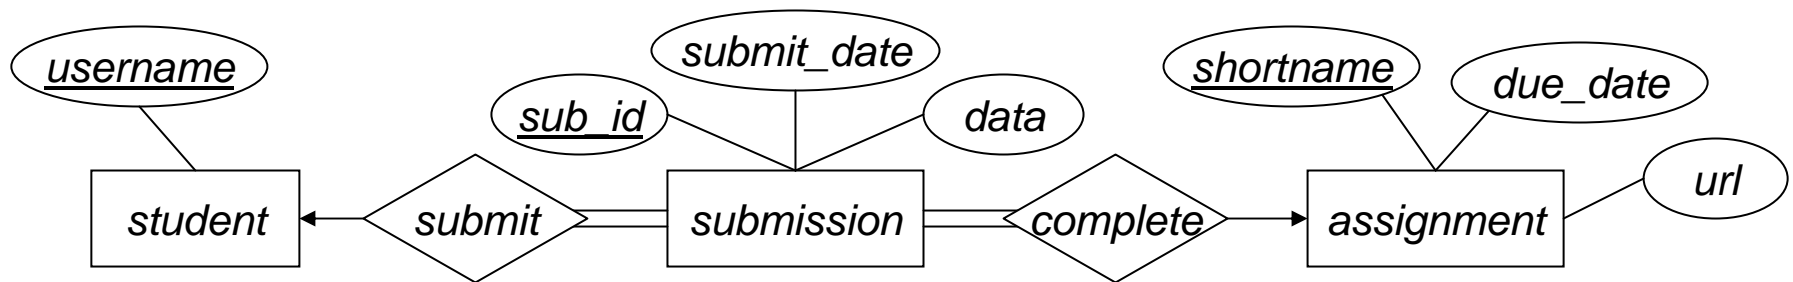 username
submit_date
shortname
due_date
sub_id
data
url
student
submit
submission
complete
assignment